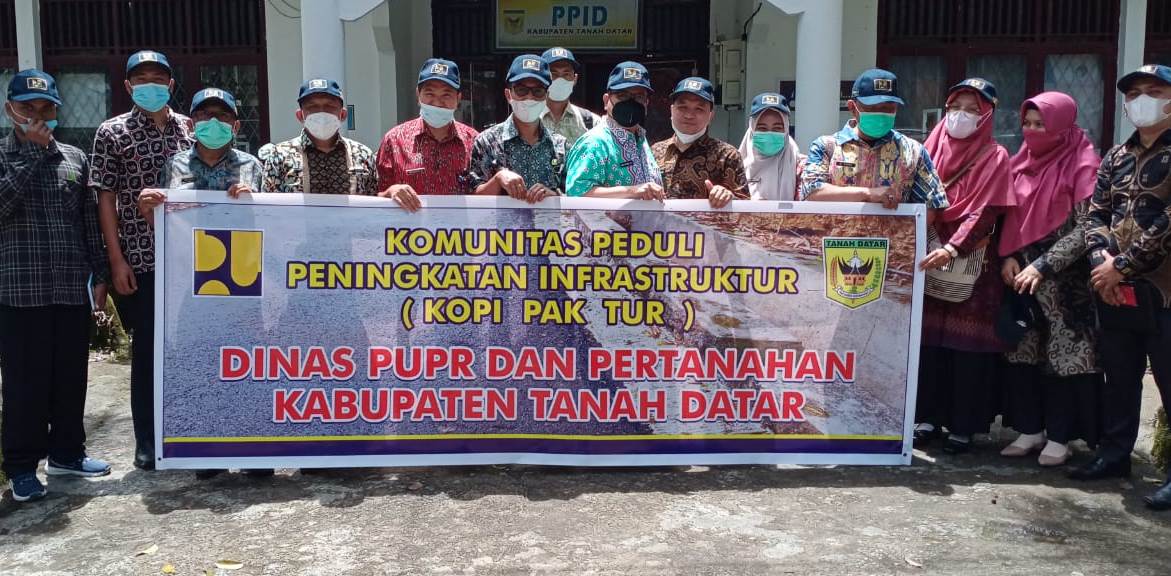 PPID
KABUPATEN TANAH DATAR
KOMUNITAS PEDULI
PENINGKATAN INFRASTRUKTUR
( KOPI PAK TUR )
DINAS PUPR DAN PERTANAHAN
KABUPATEN TANAH DATAR
PU
TANAH DATAR